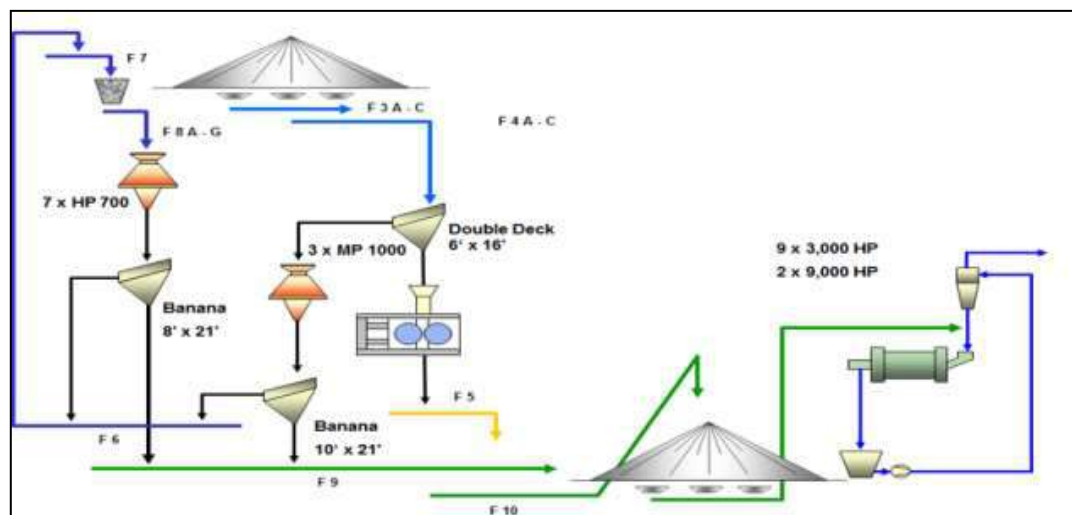 F 7
F 3 A - C
F 4 A - C
F 8 A - G
7 x HP 700
3 x MP 1000
Double Deck
6' x 16'
9 x 3,000 HP
2 x 9,000 HP
Banana
8' x 21'
F 5
F 6
Banana
10' x 21'
F 9
F 10